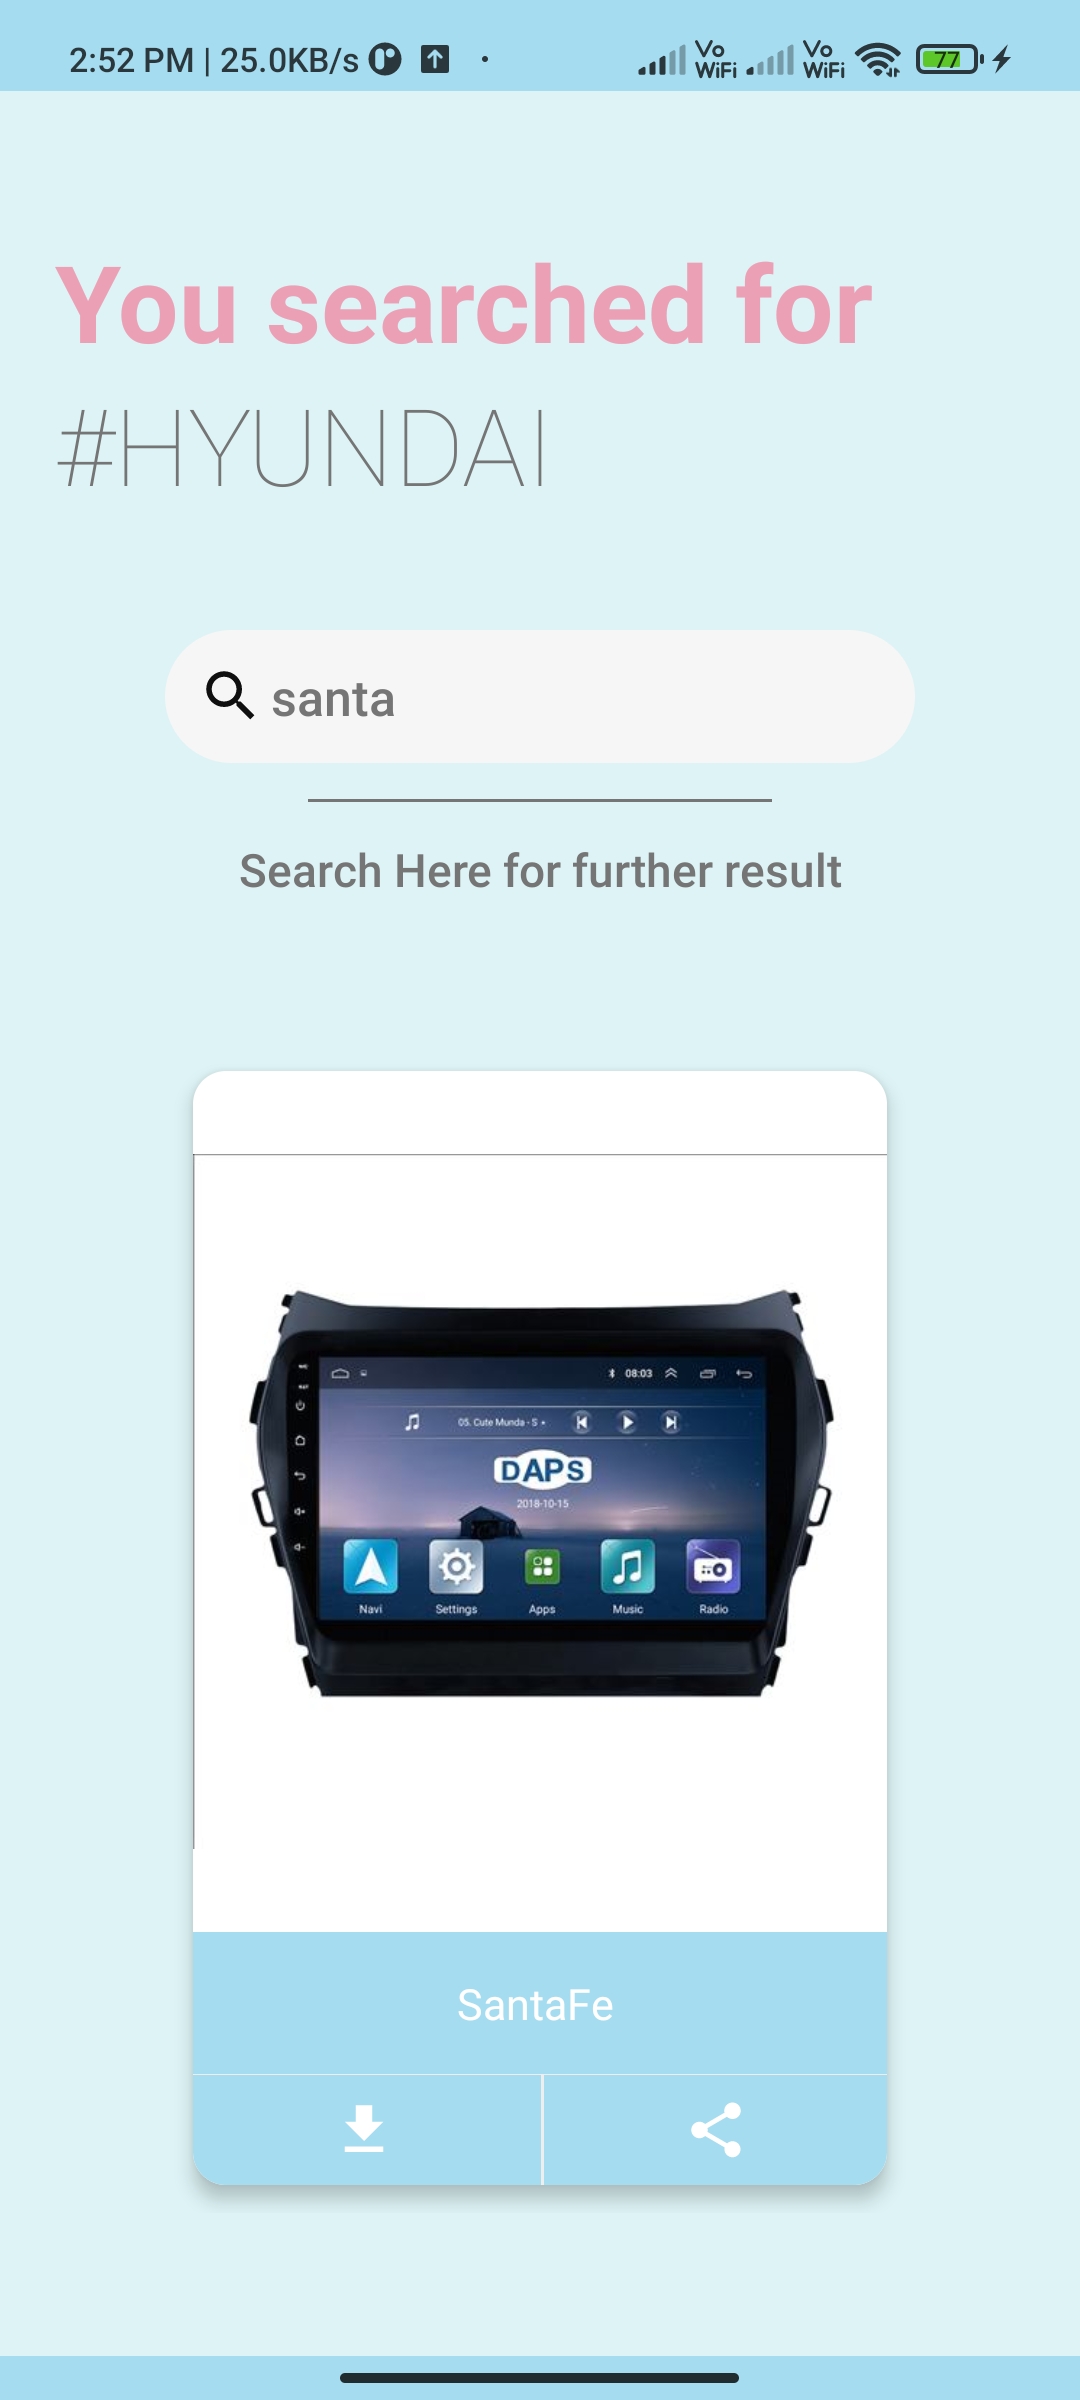 2:52 PM | 25.0KB/s
Vo WiFi Vo WiFi 77
You searched for
#HYUNDAI
santa
Search Here for further result
08:03
05. Cute Munda - S
DAPS
2018-10-15
Navi Settings Apps Music Radio
SantaFe